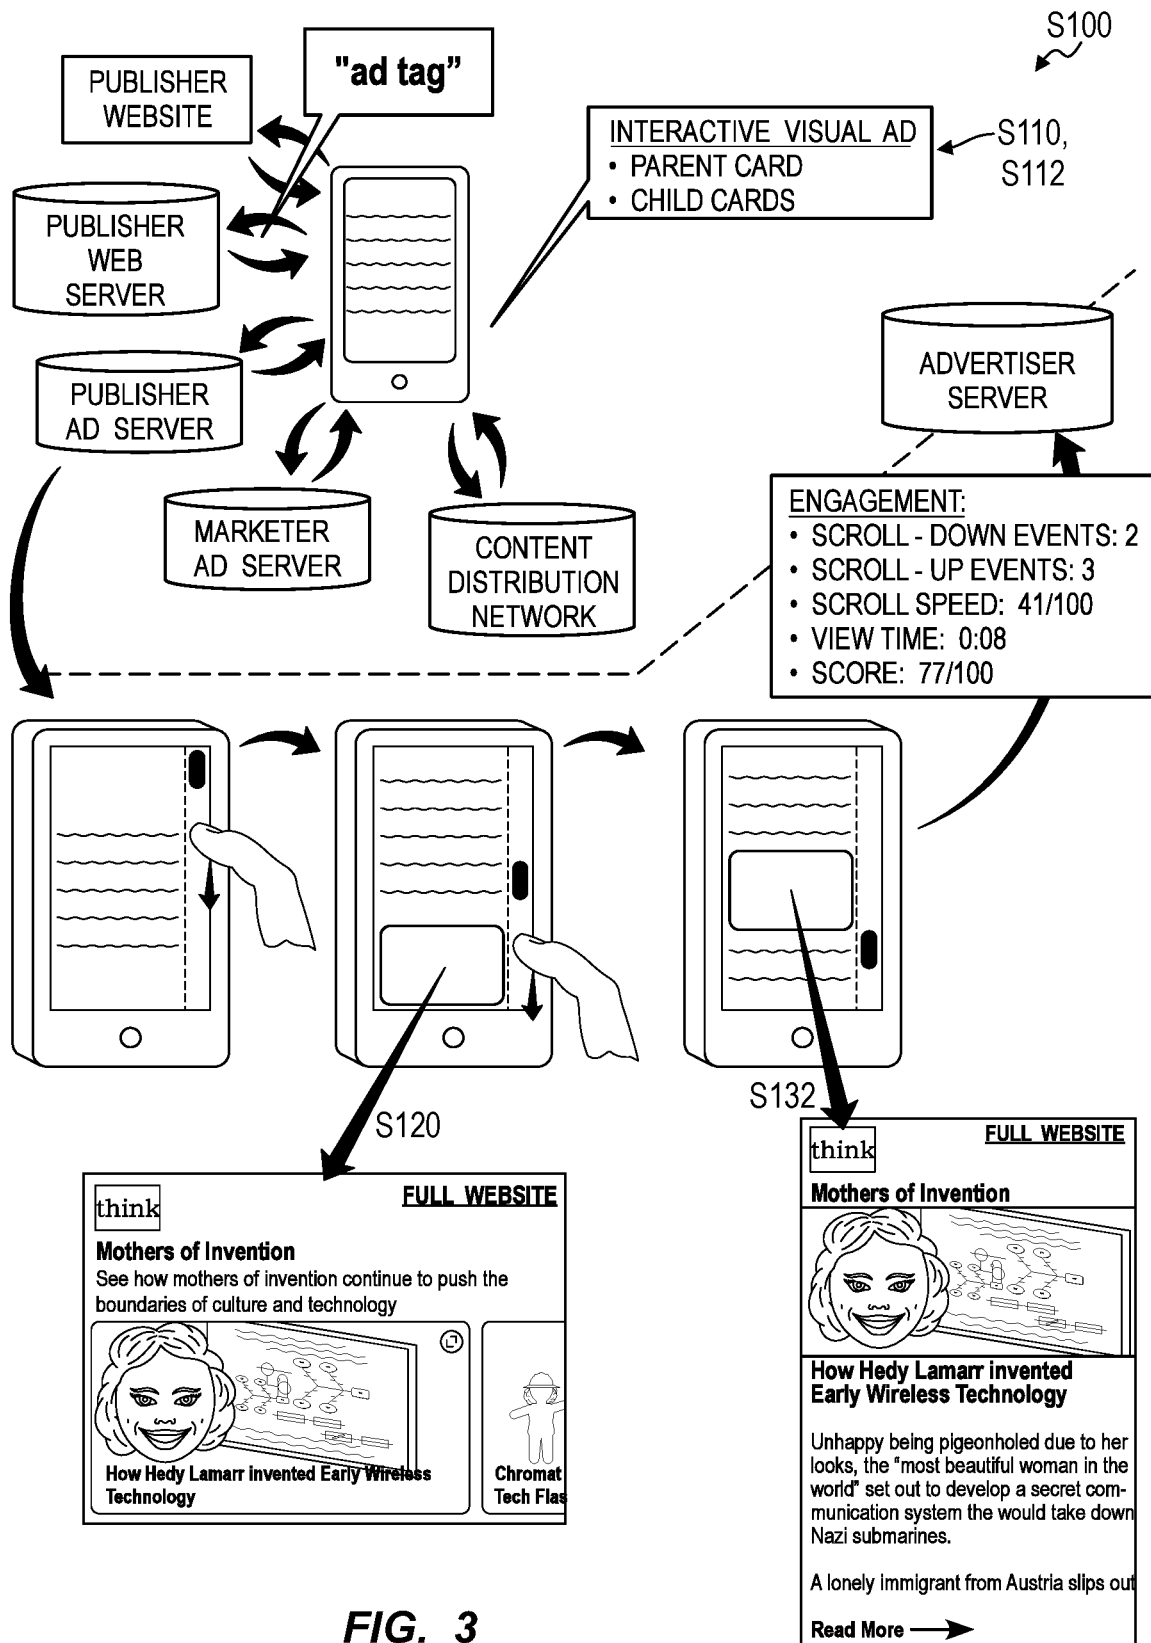 S100
"ad tag”
PUBLISHER
WEBSITE
INTERACTIVE VISUAL AD
• PARENT CARD
• CHILD CARDS
S110,
S112
PUBLISHER
WEB
SERVER
PUBLISHER
AD SERVER
ADVERTISER
SERVER
MARKETER
AD SERVER
CONTENT
DISTRIBUTION
NETWORK
ENGAGEMENT:
• SCROLL - DOWN EVENTS: 2
• SCROLL - UP EVENTS: 3
• SCROLL SPEED: 41/100
• VIEW TIME: 0:08
• SCORE: 77/100
S120
S132
think
FULL WEBSITE
Mothers of Invention
See how mothers of invention continue to push the
boundaries of culture and technology
How Hedy Lamarr invented Early Wireless
Technology
Chromat
Tech Flas
think
FULL WEBSITE
Mothers of Invention
How Hedy Lamarr invented
Early Wireless Technology
Unhappy being pigeonholed due to her
looks, the “most beautiful woman in the
world” set out to develop a secret com-
munication system the would take down
Nazi submarines.
A lonely immigrant from Austria slips out
Read More
FIG. 3